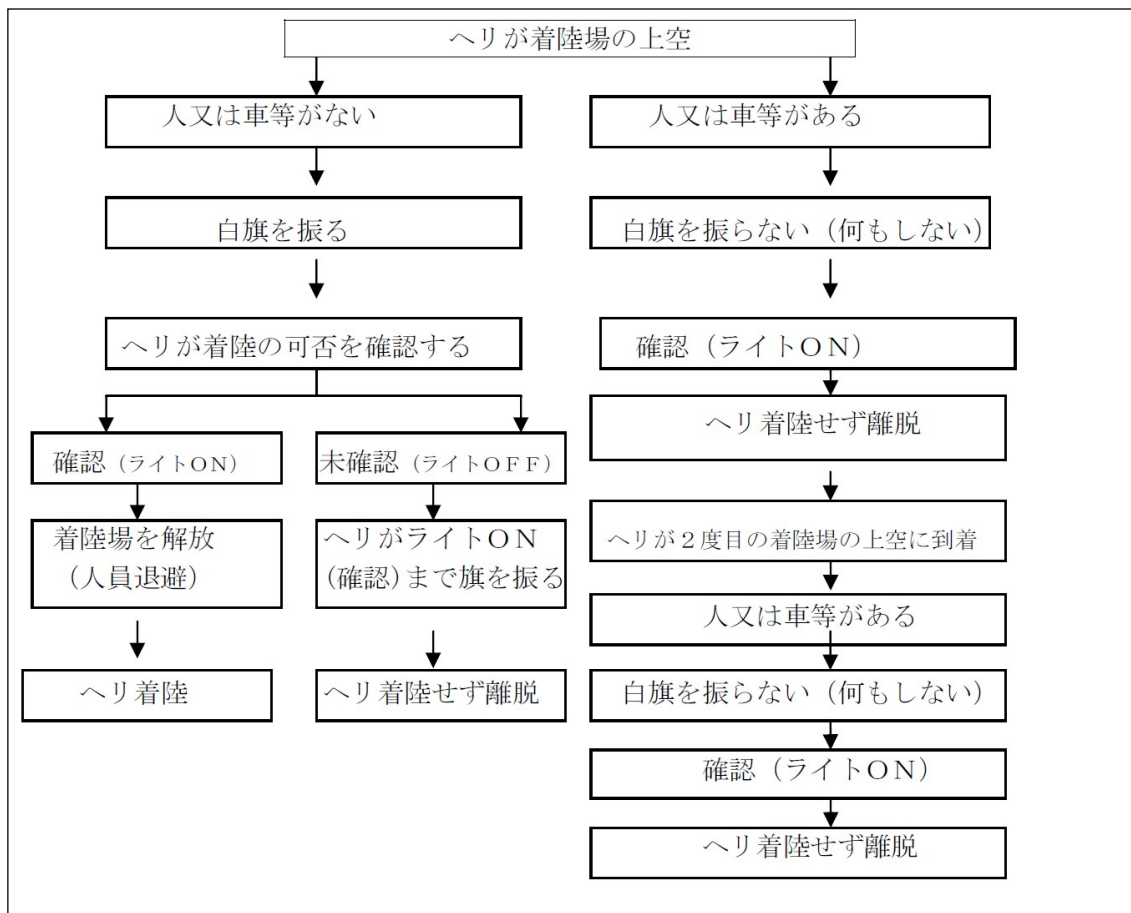 ヘリが着陸場の上空
人又は車等がない
人又は車等がある
白旗を振る
白旗を振らない（何もしない）
ヘリが着陸の可否を確認する
確認（ライトＯＮ）
ヘリ着陸せず離脱
確認（ライトＯＮ）
未確認（ライトＯＦＦ）
着陸場を解放
（人員退避）
ヘリがライトＯＮ
(確認)まで旗を振る
ヘリが２度目の着陸場の上空に到着
人又は車等がある
ヘリ着陸
ヘリ着陸せず離脱
白旗を振らない（何もしない）
確認（ライトＯＮ）
ヘリ着陸せず離脱